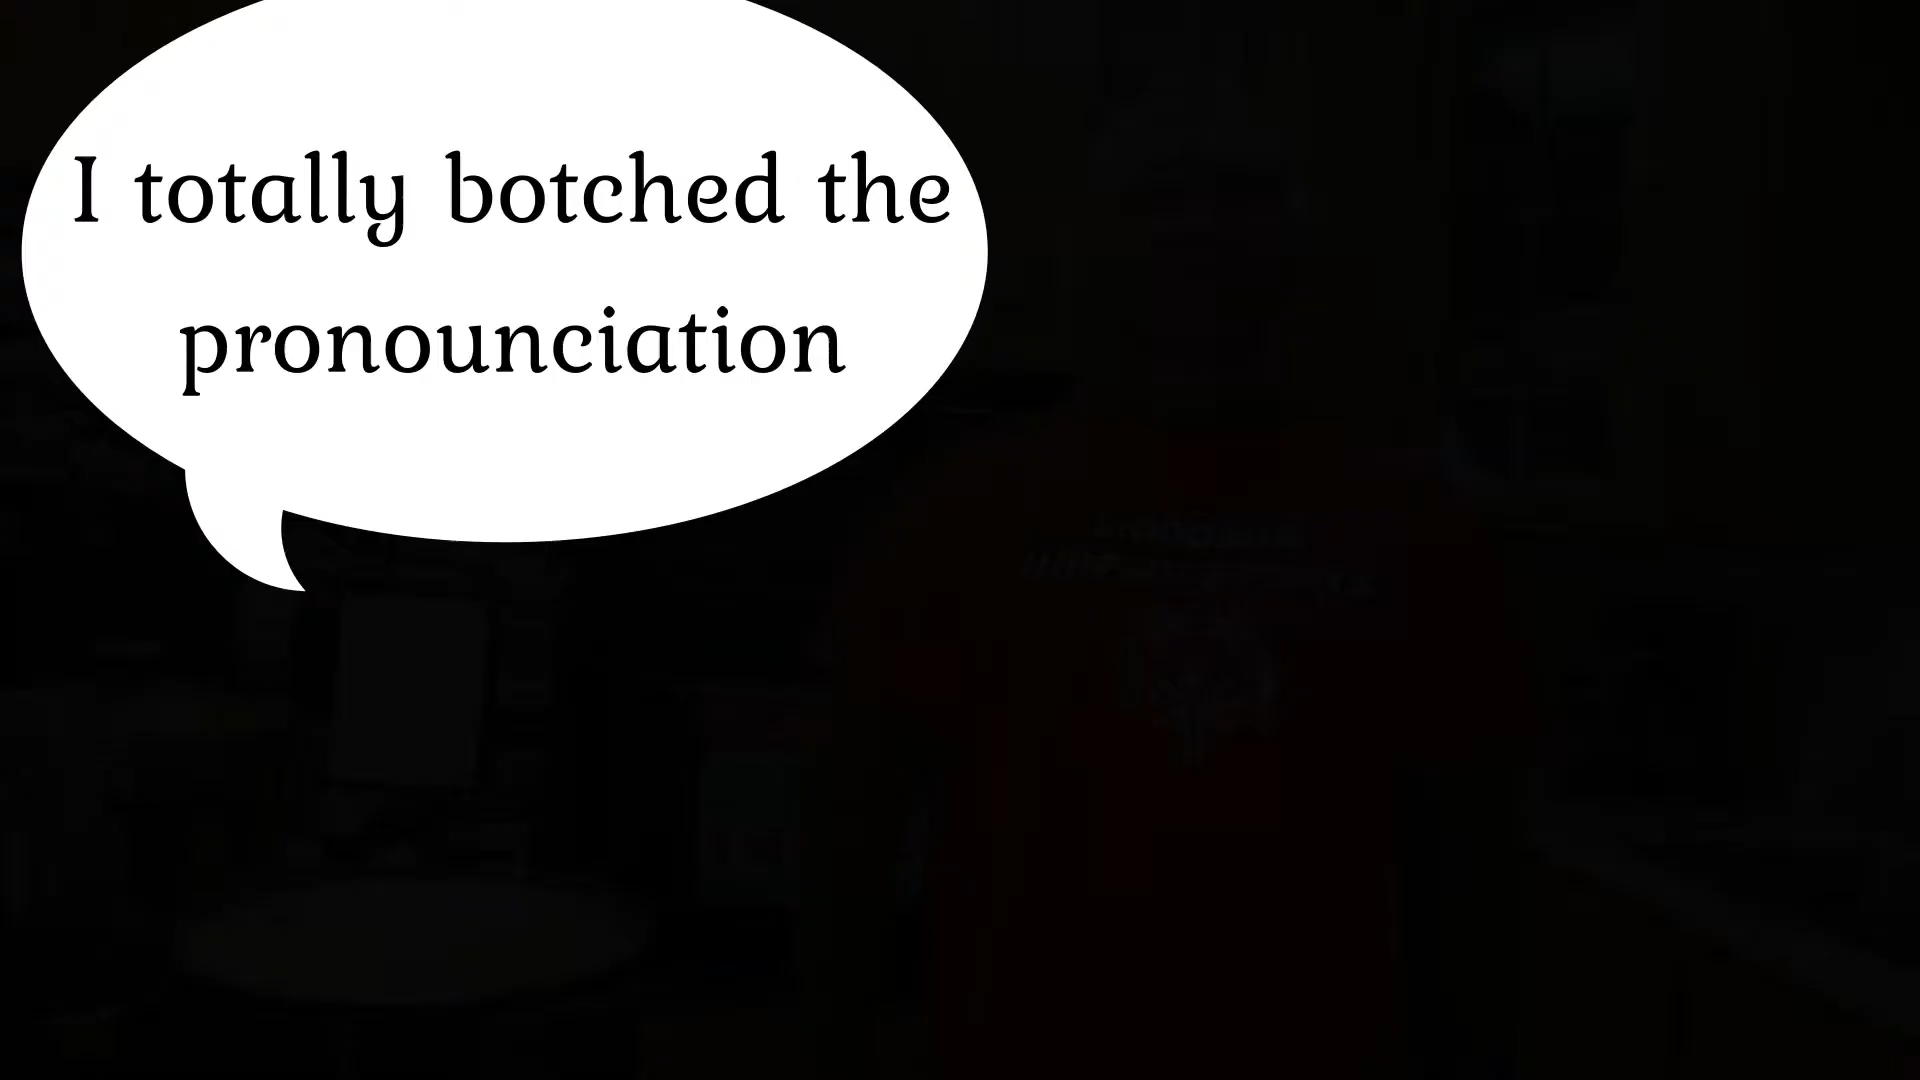 I totally botched the
pronounciation